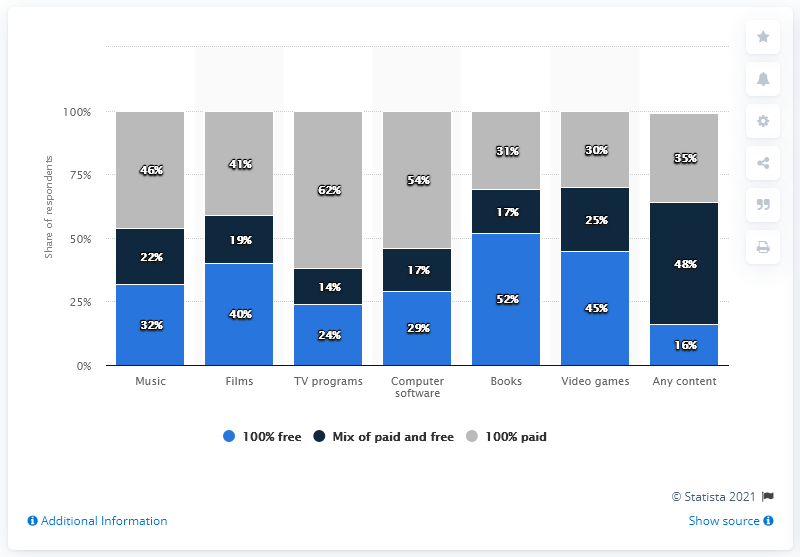 100%
75%
50%
25%
0%
Share of respondents
46%
41%
62%
54%
31%
30%
35%
22%
19%
14%
17%
17%
25%
48%
32%
40%
24%
29%
52%
45%
16%
Music
Films
TV programs
Computer
software
Books
Video games
Any content
100% free
Mix of paid and free
100% paid
© Statista 2021
Additional Information
Show source